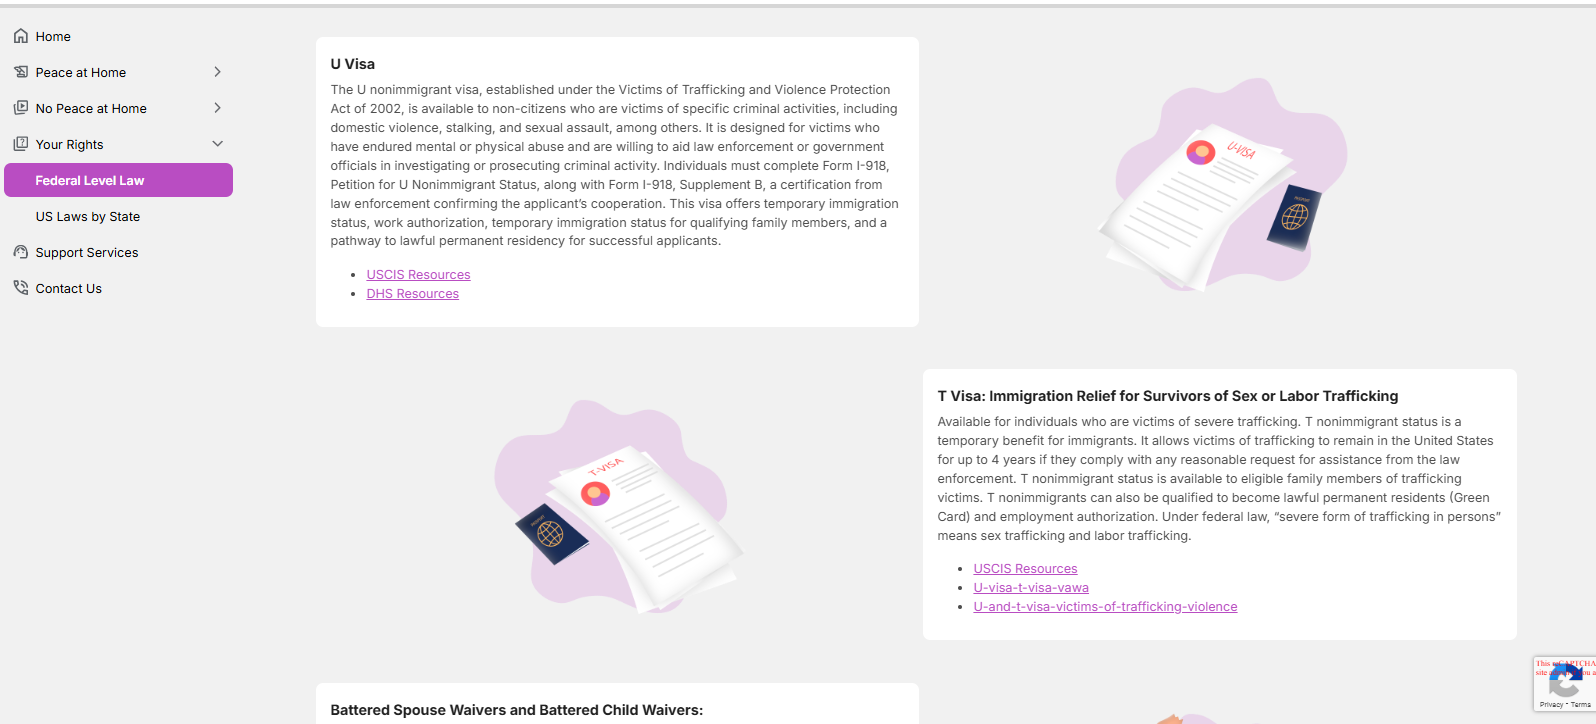 Home
Peace at Home
No Peace at Home
Your Rights
Federal Level Law
US Laws by State
Support Services
Contact Us
U Visa
The U nonimmigrant visa, established under the Victims of Trafficking and Violence Protection
Act of 2002, is available to non-citizens who are victims of specific criminal activities, including
domestic violence, stalking, and sexual assault, among others. It is designed for victims who
have endured mental or physical abuse and are willing to aid law enforcement or government
officials in investigating or prosecuting criminal activity. Individuals must complete Form I-918,
Petition for U Nonimmigrant Status, along with Form I-918, Supplement B, a certification from
law enforcement confirming the applicant’s cooperation. This visa offers temporary immigration
status, work authorization, temporary immigration status for qualifying family members, and a
pathway to lawful permanent residency for successful applicants.
USCIS Resources
DHS Resources
U-VISA
PASSPORT
T-VISA
PASSPORT
T Visa: Immigration Relief for Survivors of Sex or Labor Trafficking
Available for individuals who are victims of severe trafficking. T nonimmigrant status is a
temporary benefit for immigrants. It allows victims of trafficking to remain in the United States
for up to 4 years if they comply with any reasonable request for assistance from the law
enforcement. T nonimmigrant status is available to eligible family members of trafficking
victims. T nonimmigrants can also be qualified to become lawful permanent residents (Green
Card) and employment authorization. Under federal law, “severe form of trafficking in persons”
means sex trafficking and labor trafficking.
USCIS Resources
U-visa-t-visa-vawa
U-and-t-visa-victims-of-trafficking-violence
Battered Spouse Waivers and Battered Child Waivers:
This reCAPTCHA
site
Privacy - Terms